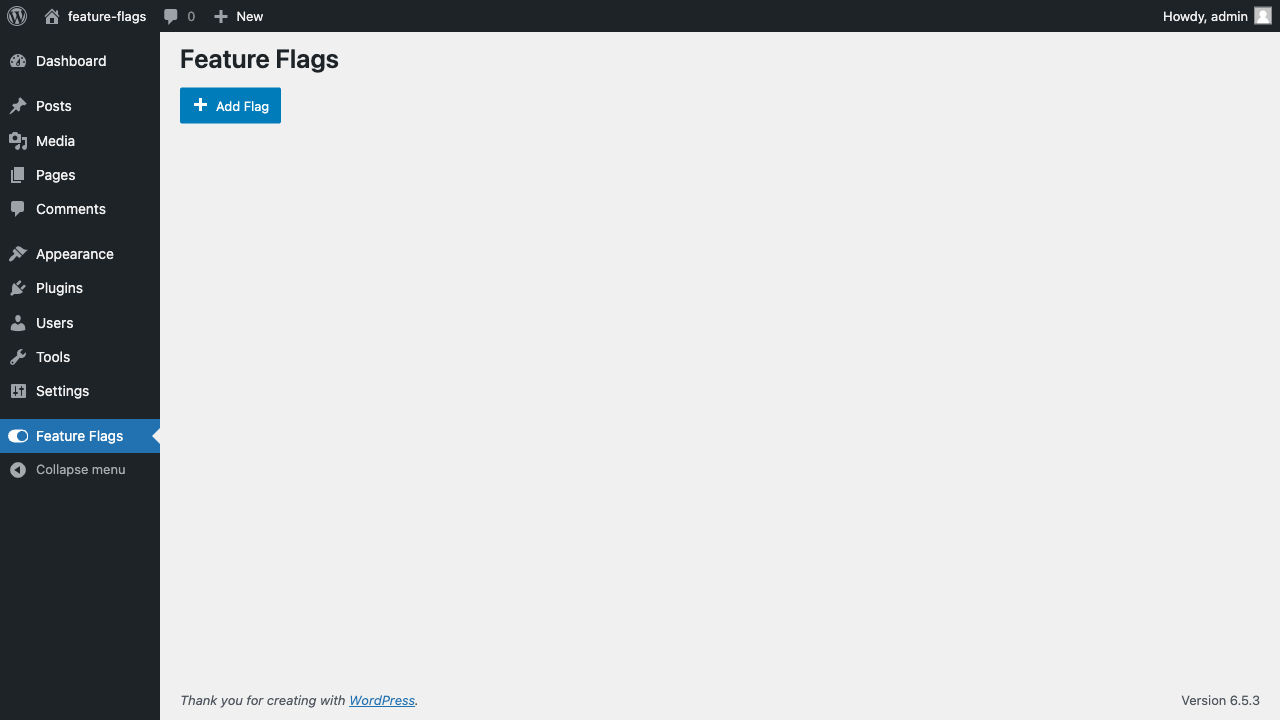 feature-flags 0 New Howdy, admin
Dashboard
Posts
Media
Pages
Comments
Appearance
Plugins
Users
Tools
Settings
Feature Flags
Collapse menu
Feature Flags
Add Flag
Thank you for creating with WordPress. Version 6.5.3